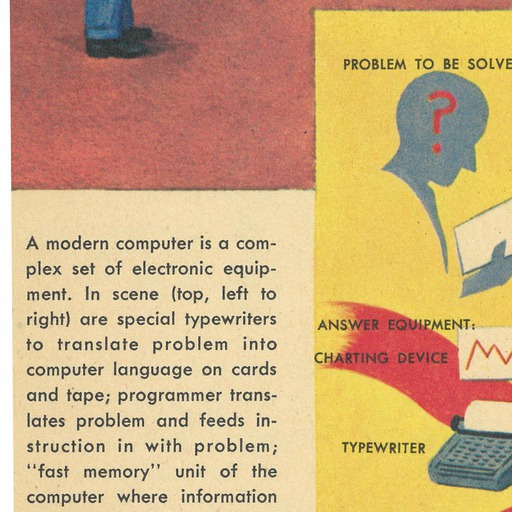 PROBLEM TO BE SOLVE
?
A modern computer is a com-
plex set of electronic equip-
ment. In scene (top, left to
right) are special typewriters
to translate problem into
computer language on cards
and tape; programmer trans-
lates problem and feeds in-
struction in with problem;
“fast memory” unit of the
computer where information
ANSWER EQUIPMENT:
CHARTING DEVICE
TYPEWRITER